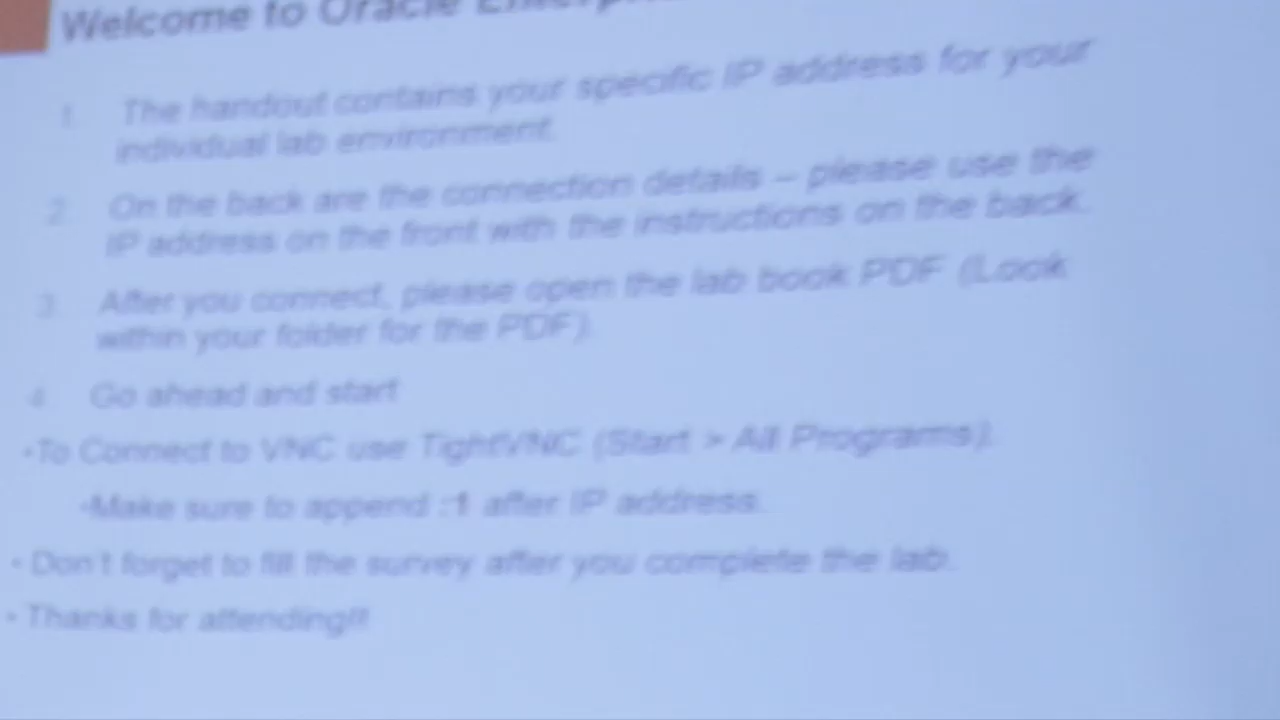 Welcome to Oracle
1. The handout contains your specific IP address for your
individual lab environment.
2. On the back are the connection details – please use the
IP address on the front with the instructions on the back.
3. After you connect, please open the lab book PDF (Look
within your folder for the PDF).
4. Go ahead and start
•To Connect to VNC use TightVNC (Start > All Programs).
•Make sure to append :1 after IP address.
• Don't forget to fill the survey after you complete the lab.
• Thanks for attending!!